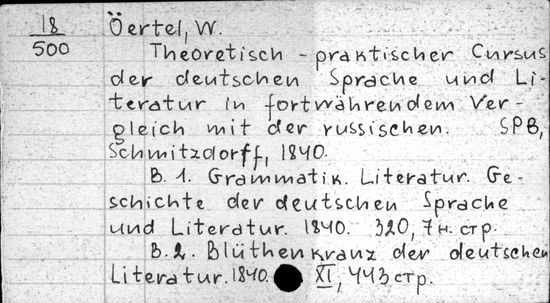 18
500
Öertel, W.
Theoretisch-praktischer Cursus
der deutschen Sprache und Li-
teratur in fortwährendem Ver-
gleich mit der russischen. SPB,
Schmitzdorff, 1840.
B. 1. Grammatik. Literatur. Ge-
schichte der deutschen Sprache
und Literatur. 1840. 320, 7 н. стр.
B. 2. Blüthenkranz der deutschen
Literatur. 1840. XI, 443 стр.